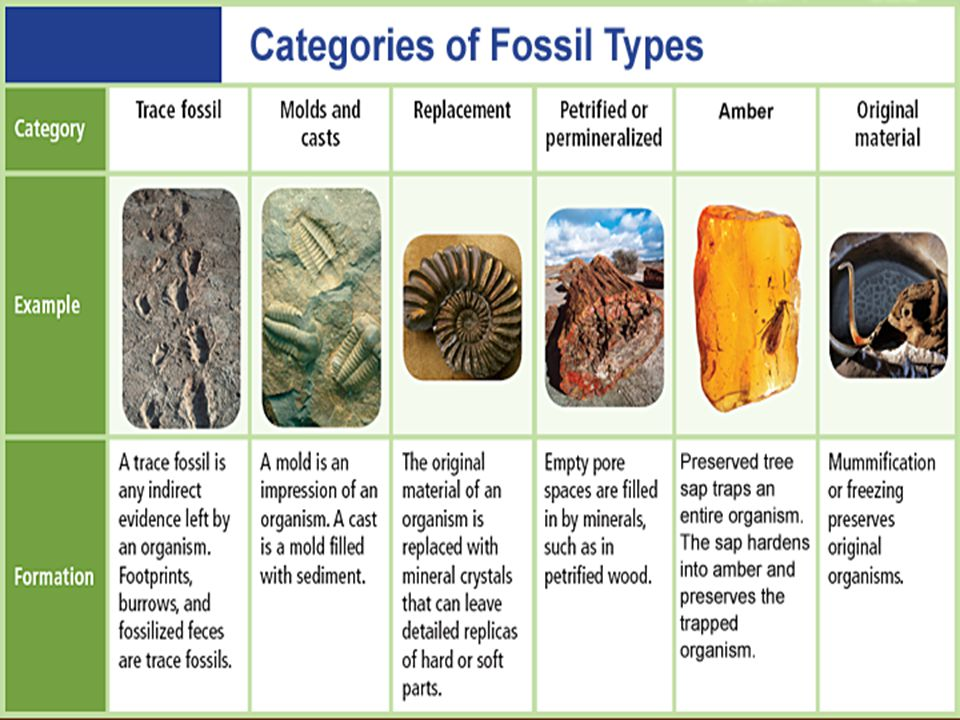 Categories of Fossil Types
Category
Trace fossil
Molds and
casts
Replacement
Petrified or
permineralized
Amber
Original
material
Example
Formation
A trace fossil is
any indirect
evidence left by
an organism.
Footprints,
burrows, and
fossilized feces
are trace fossils.
A mold is an
impression of an
organism. A cast
is a mold filled
with sediment.
The original
material of an
organism is
replaced with
mineral crystals
that can leave
detailed replicas
of hard or soft
parts.
Empty pore
spaces are filled
in by minerals,
such as in
petrified wood.
Preserved tree
sap traps an
entire organism.
The sap hardens
into amber and
preserves the
trapped
organism.
Mummification
or freezing
preserves
original
organisms.